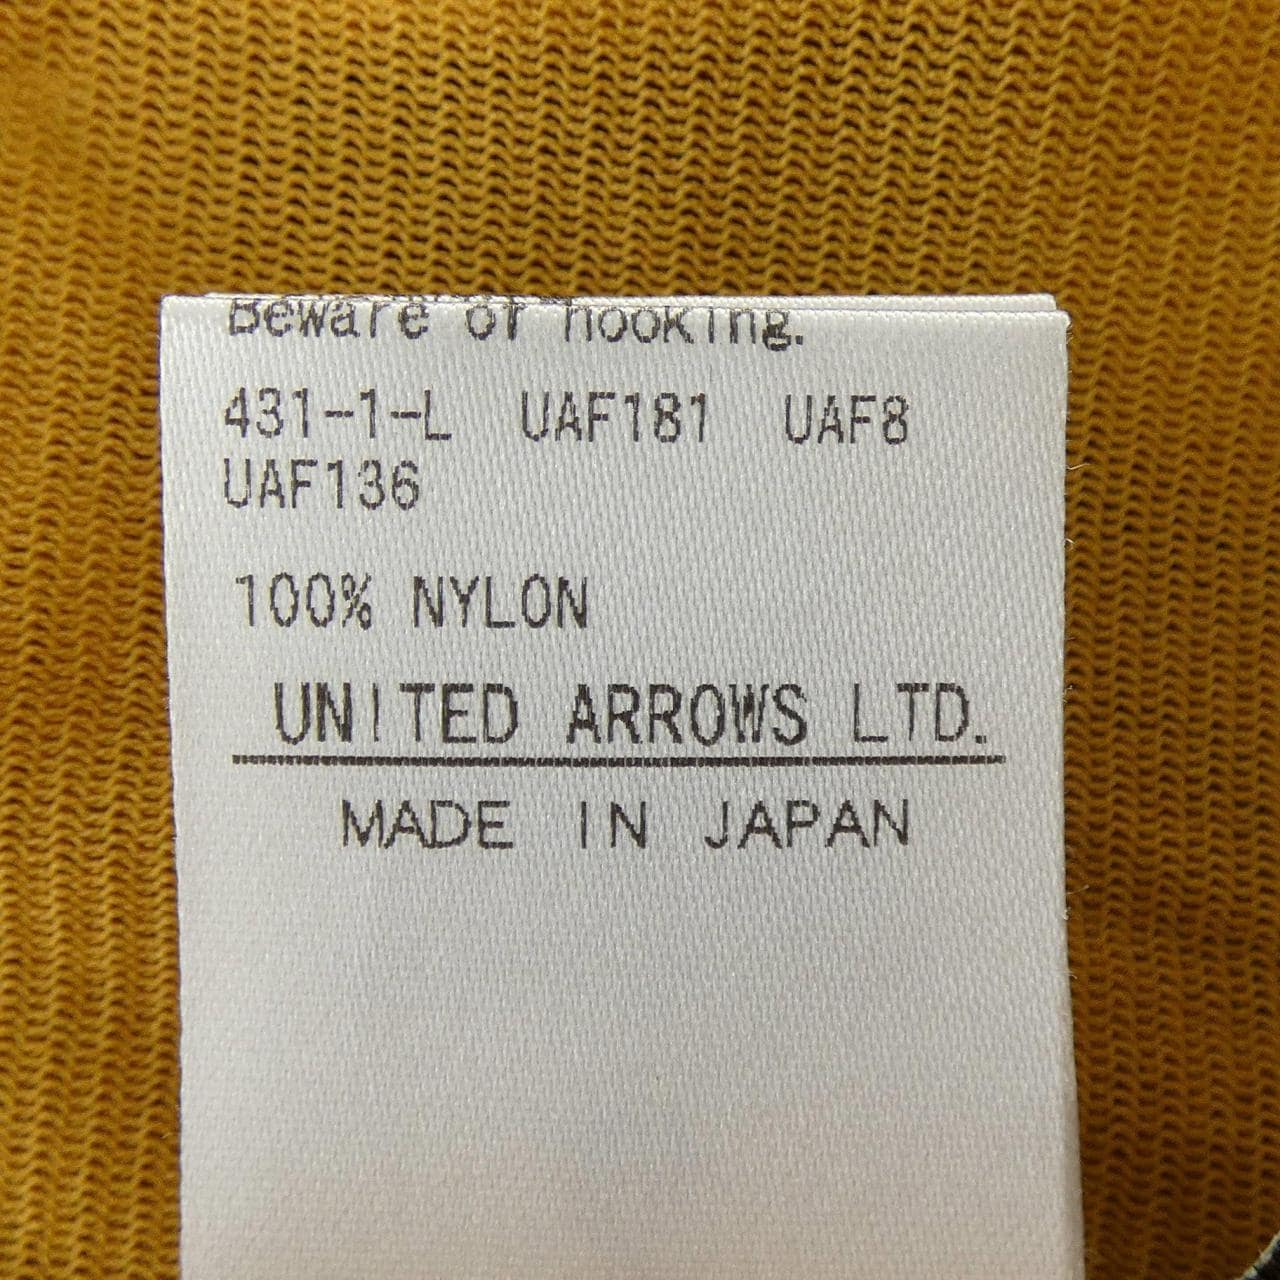 Beware of hooking.
431-1-L UAF181 UAF8
UAF136
100% NYLON
UNITED ARROWS LTD.
MADE IN JAPAN